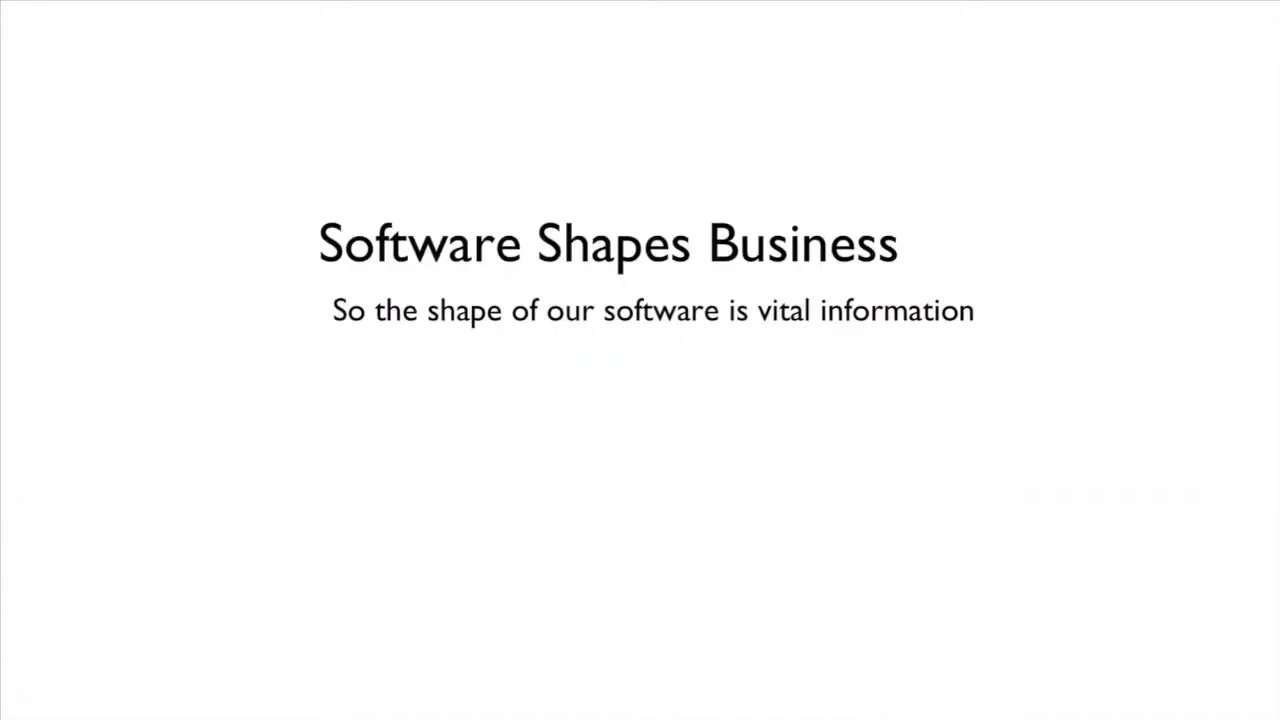 Software Shapes Business
So the shape of our software is vital information